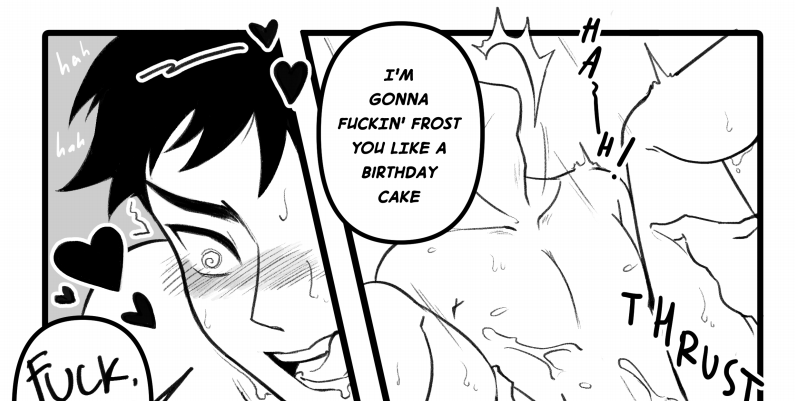 hah
hah
FUCK.
I'M
GONNA
FUCKIN' FROST
YOU LIKE A
BIRTHDAY
CAKE
HA
H!
THRUST